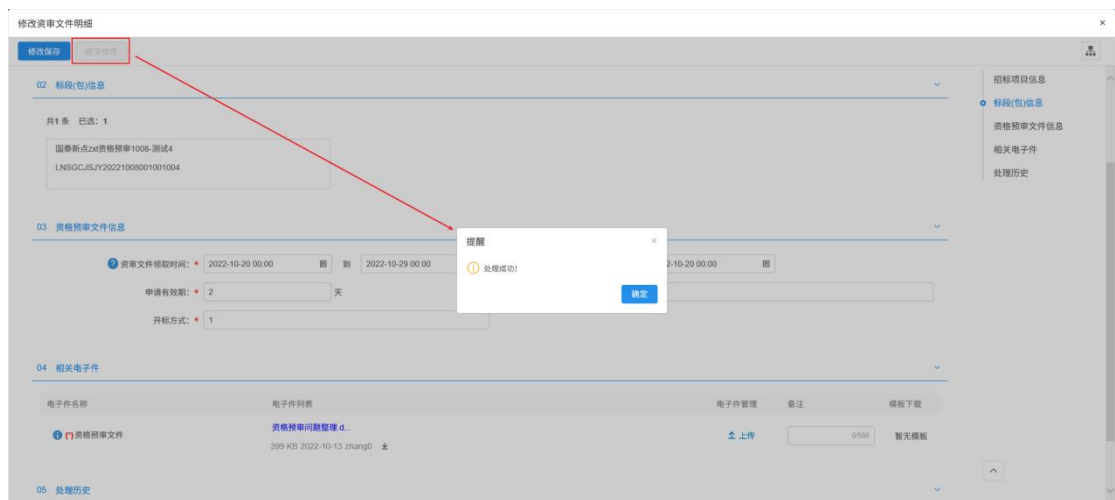 修改资审文件明细
×
修改保存 提交信息
02 标段(包)信息
共1 条 已选：1
国泰新点zxl资格预审1008-测试4
LNSGCJSJY20221008001001004
招标项目信息
标段(包)信息
资格预审文件信息
相关电子件
处理历史
03 资格预审文件信息
资审文件领取时间：* 2022-10-20 00:00 到 2022-10-29 00:00
2-10-20 00:00
申请有效期：* 2 天
开标方式：* 1
提醒 ×
处理成功!
确定
04 相关电子件
电子件名称 电子件列表 电子件管理 备注 模板下载
(*)资格预审文件 资格预审问题整理.d... 上传 0/500 暂无模板
399 KB 2022-10-13 zhang0
05 处理历史